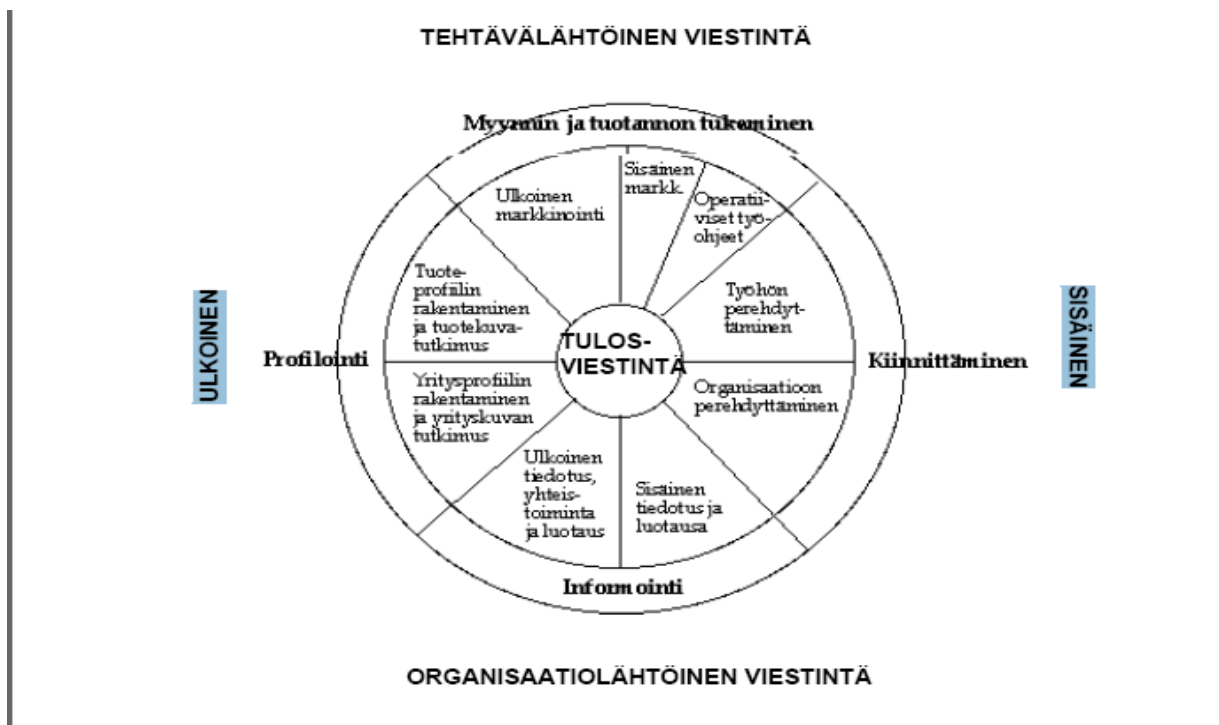 TEHTÄVÄLÄHTÖINEN VIESTINTÄ
Myynnin ja tuotannon tukeminen
Ulkoinen
markkinointi
Sisäinen
markk.
Operatii-
viset työ-
ohjeet
Tuote-
profiilin
rakentaminen
ja tuotekuva-
tutkimus
Työhön
perehdyt-
täminen
ULKOINEN
Profilointi
TULOS-
VIESTINTÄ
Kiinnittäminen
SISÄINEN
Yritysprofiilin
rakentaminen
ja yrityskuvan
tutkimus
Organisaatioon
perehdyttäminen
Ulkoinen
tiedotus,
yhteis-
toiminta
ja luotaus
Sisäinen
tiedotus ja
luotausa
Informointi
ORGANISAATIOLÄHTÖINEN VIESTINTÄ